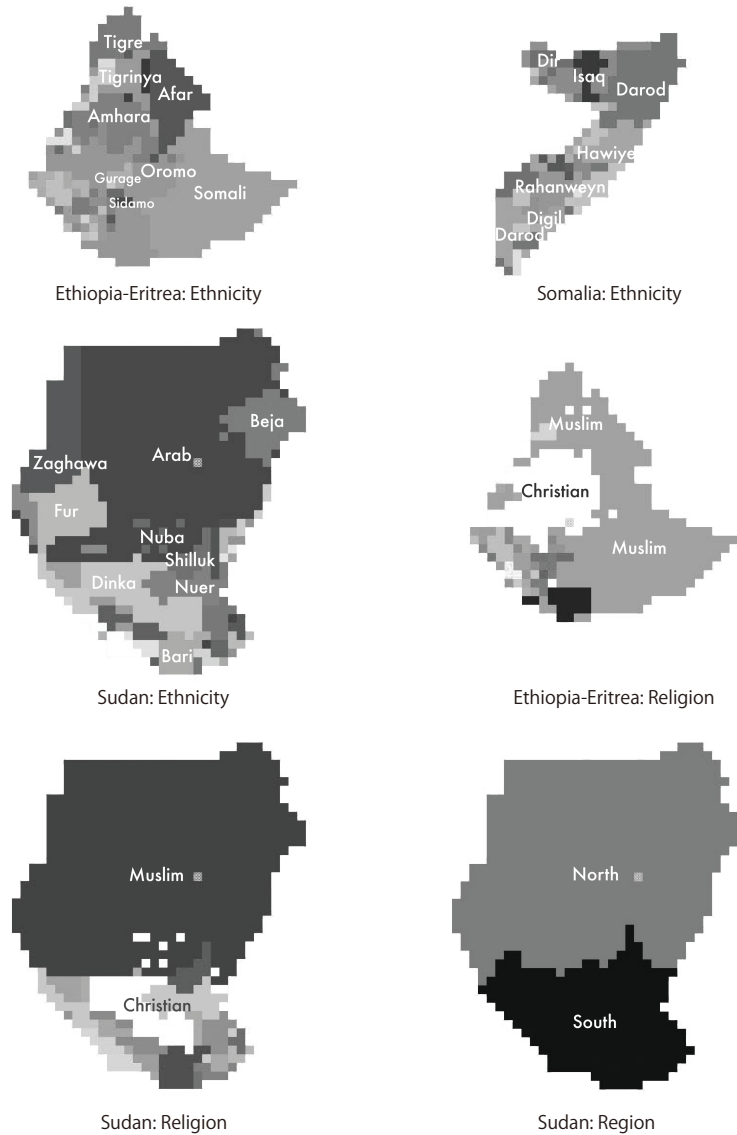 Tigre
Tigrinya
Afar
Amhara
Gurage
Oromo
Somali
Sidamo
Ethiopia-Eritrea: Ethnicity
Dir
Isaq
Darod
Hawiye
Rahanweyn
Digil
Darod
Somalia: Ethnicity
Beja
Arab
Zaghawa
Fur
Nuba
Shilluk
Dinka
Nuer
Bari
Sudan: Ethnicity
Muslim
Christian
Muslim
Ethiopia-Eritrea: Religion
Muslim
Christian
Sudan: Religion
North
South
Sudan: Region